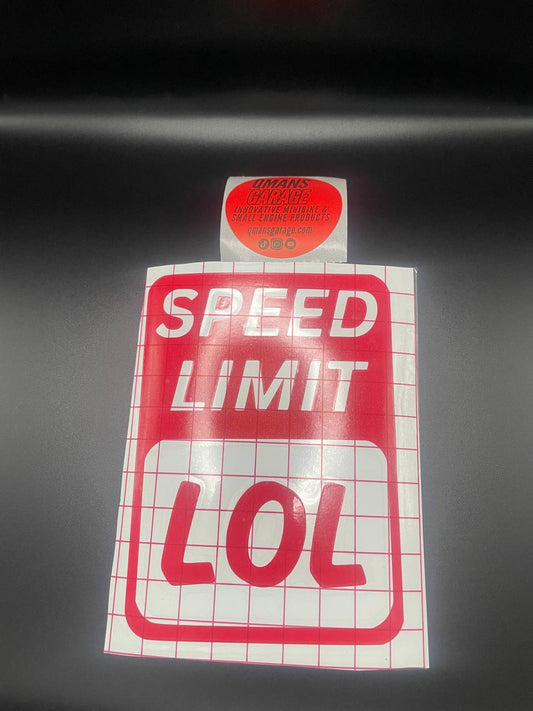 QMANS
GARAGE
INNOVATIVE MINIBIKE &
SMALL ENGINE PRODUCTS
qmansgarage.com
SPEED
LIMIT
LOL